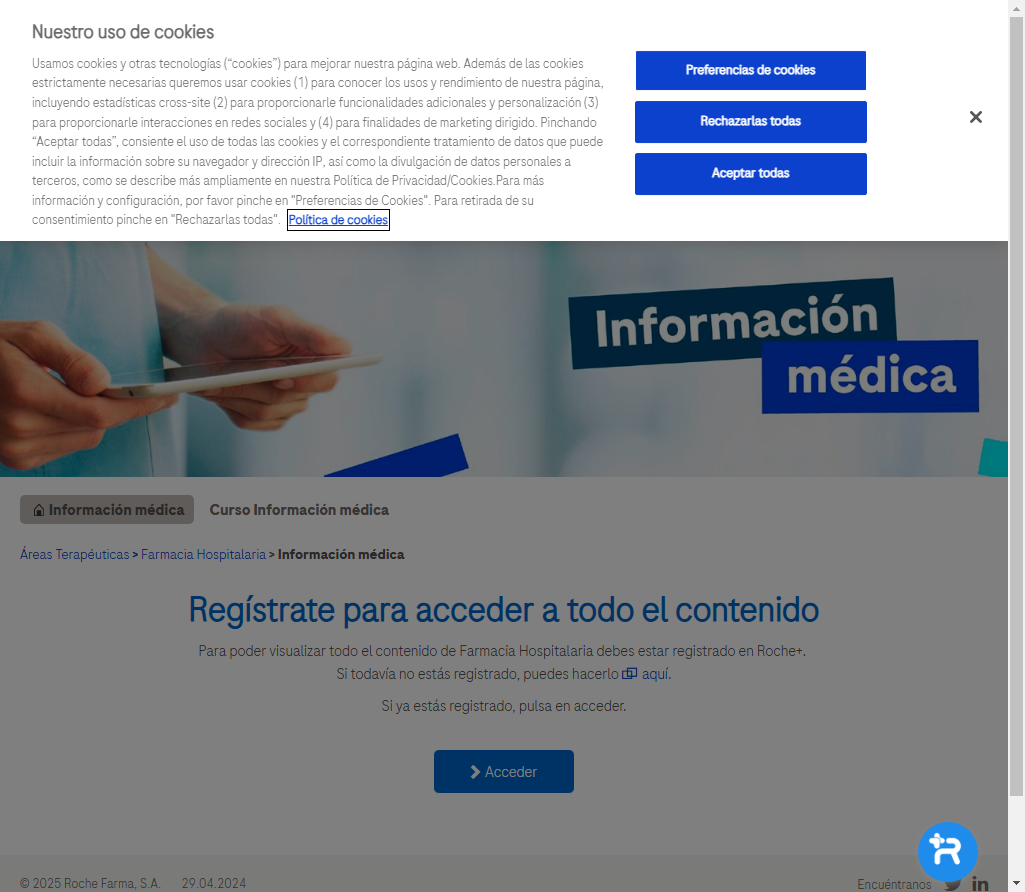 Nuestro uso de cookies
Usamos cookies y otras tecnologías (“cookies”) para mejorar nuestra página web. Además de las cookies
estrictamente necesarias queremos usar cookies (1) para conocer los usos y rendimiento de nuestra página,
incluyendo estadísticas cross-site (2) para proporcionarle funcionalidades adicionales y personalización (3)
para proporcionarle interacciones en redes sociales y (4) para finalidades de marketing dirigido. Pinchando
“Aceptar todas”, consiente el uso de todas las cookies y el correspondiente tratamiento de datos que puede
incluir la información sobre su navegador y dirección IP, así como la divulgación de datos personales a
terceros, como se describe más ampliamente en nuestra Política de Privacidad/Cookies.Para más
información y configuración, por favor pinche en "Preferencias de Cookies". Para retirada de su
consentimiento pinche en "Rechazarlas todas". Política de cookies
Preferencias de cookies
Rechazarlas todas
Aceptar todas
Información
médica
Información médica
Curso Información médica
Áreas Terapéuticas > Farmacia Hospitalaria > Información médica
Regístrate para acceder a todo el contenido
Para poder visualizar todo el contenido de Farmacia Hospitalaria debes estar registrado en Roche+.
Si todavía no estás registrado, puedes hacerlo aquí.
Si ya estás registrado, pulsa en acceder.
Acceder
© 2025 Roche Farma, S.A. 29.04.2024
Encuéntranos